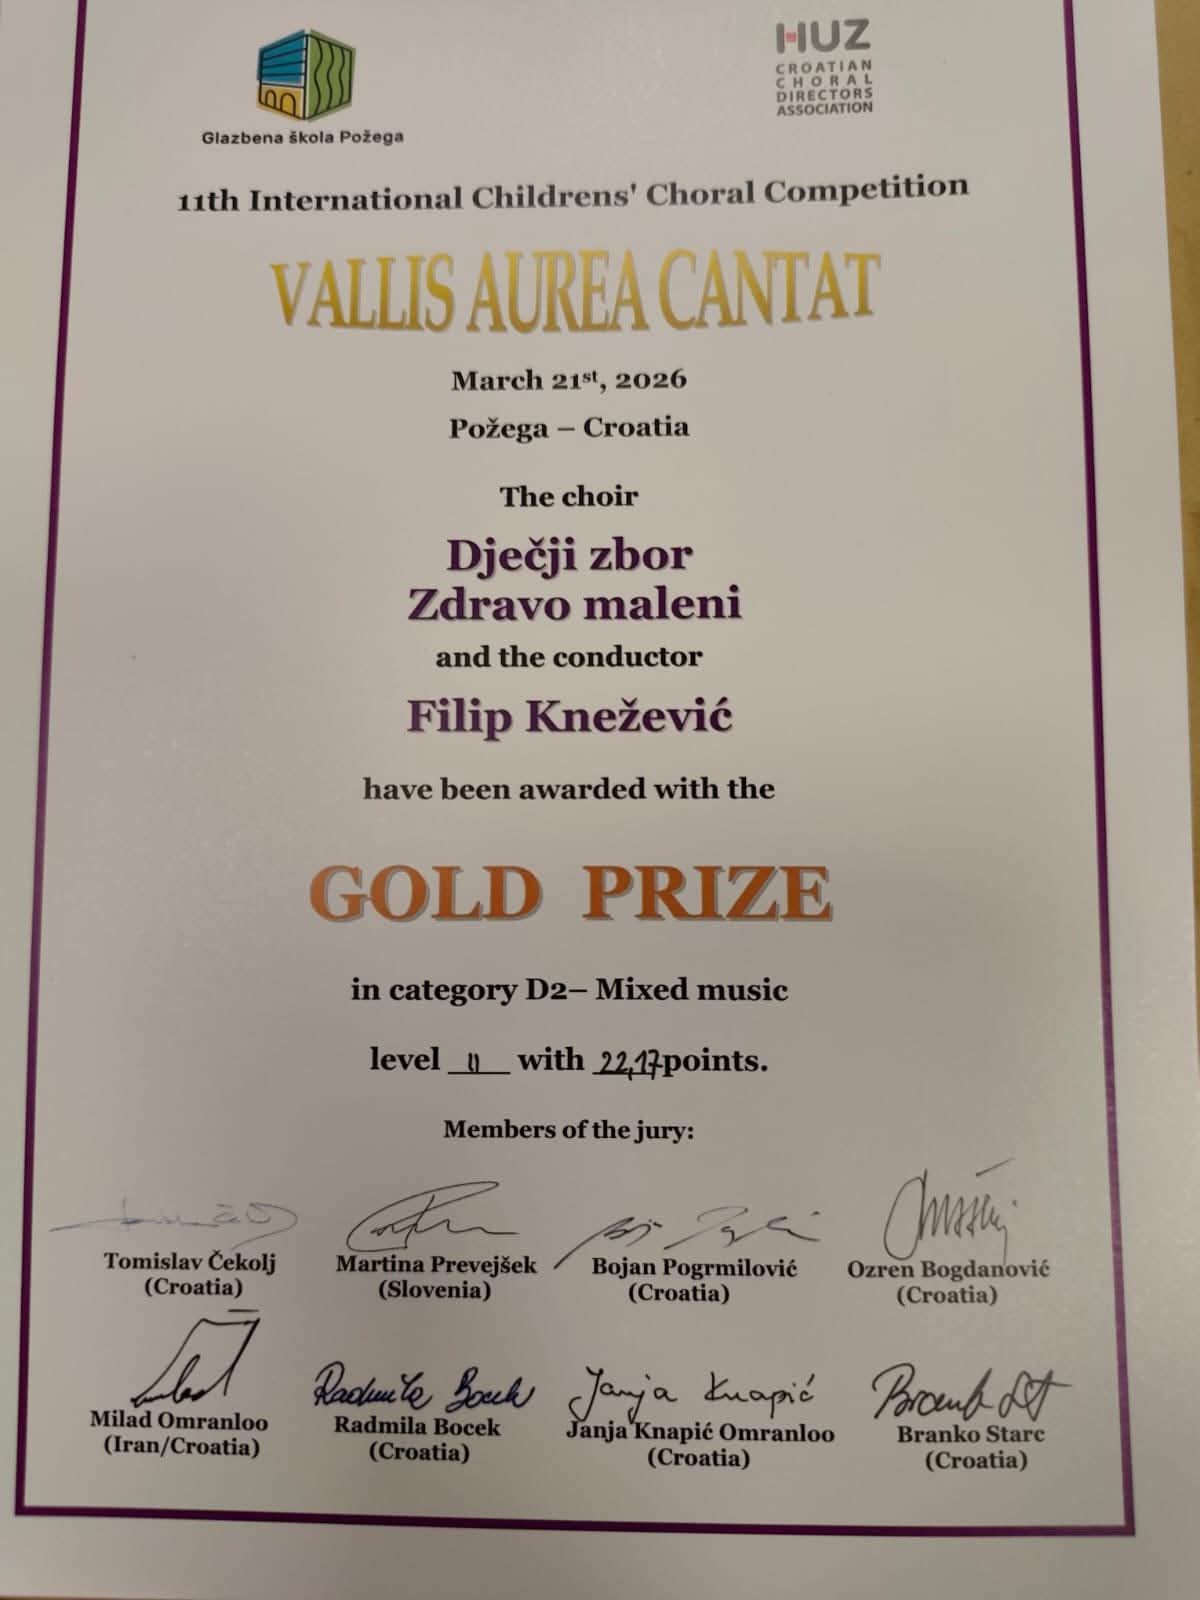 Glazbena škola Požega
HUZ
CROATIAN
CHORAL
DIRECTORS
ASSOCIATION
11th International Childrens' Choral Competition
VALLIS AUREA CANTAT
March 21st, 2026
Požega – Croatia
The choir
Dječji zbor
Zdravo maleni
and the conductor
Filip Knežević
have been awarded with the
GOLD PRIZE
in category D2– Mixed music
level II with 22,17 points.
Members of the jury:
Tomislav Čekolj
(Croatia)
Martina Prevejšek
(Slovenia)
Bojan Pogrmilović
(Croatia)
Ozren Bogdanović
(Croatia)
Radmila Bocek
Janja Knapić
Milad Omranloo
(Iran/Croatia)
Radmila Bocek
(Croatia)
Janja Knapić Omranloo
(Croatia)
Branko Starc
(Croatia)